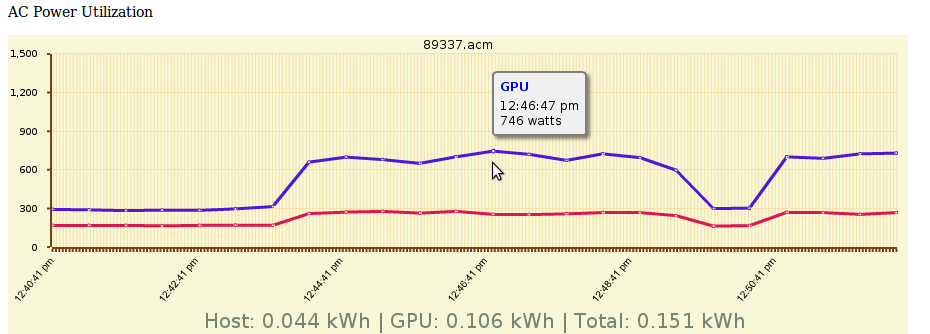 AC Power Utilization
89337.acm
1,500
1,200
900
600
300
0
GPU
12:46:47 pm
746 watts
12:40:41 pm
12:42:41 pm
12:44:41 pm
12:46:41 pm
12:48:41 pm
12:50:41 pm
Host: 0.044 kWh | GPU: 0.106 kWh | Total: 0.151 kWh